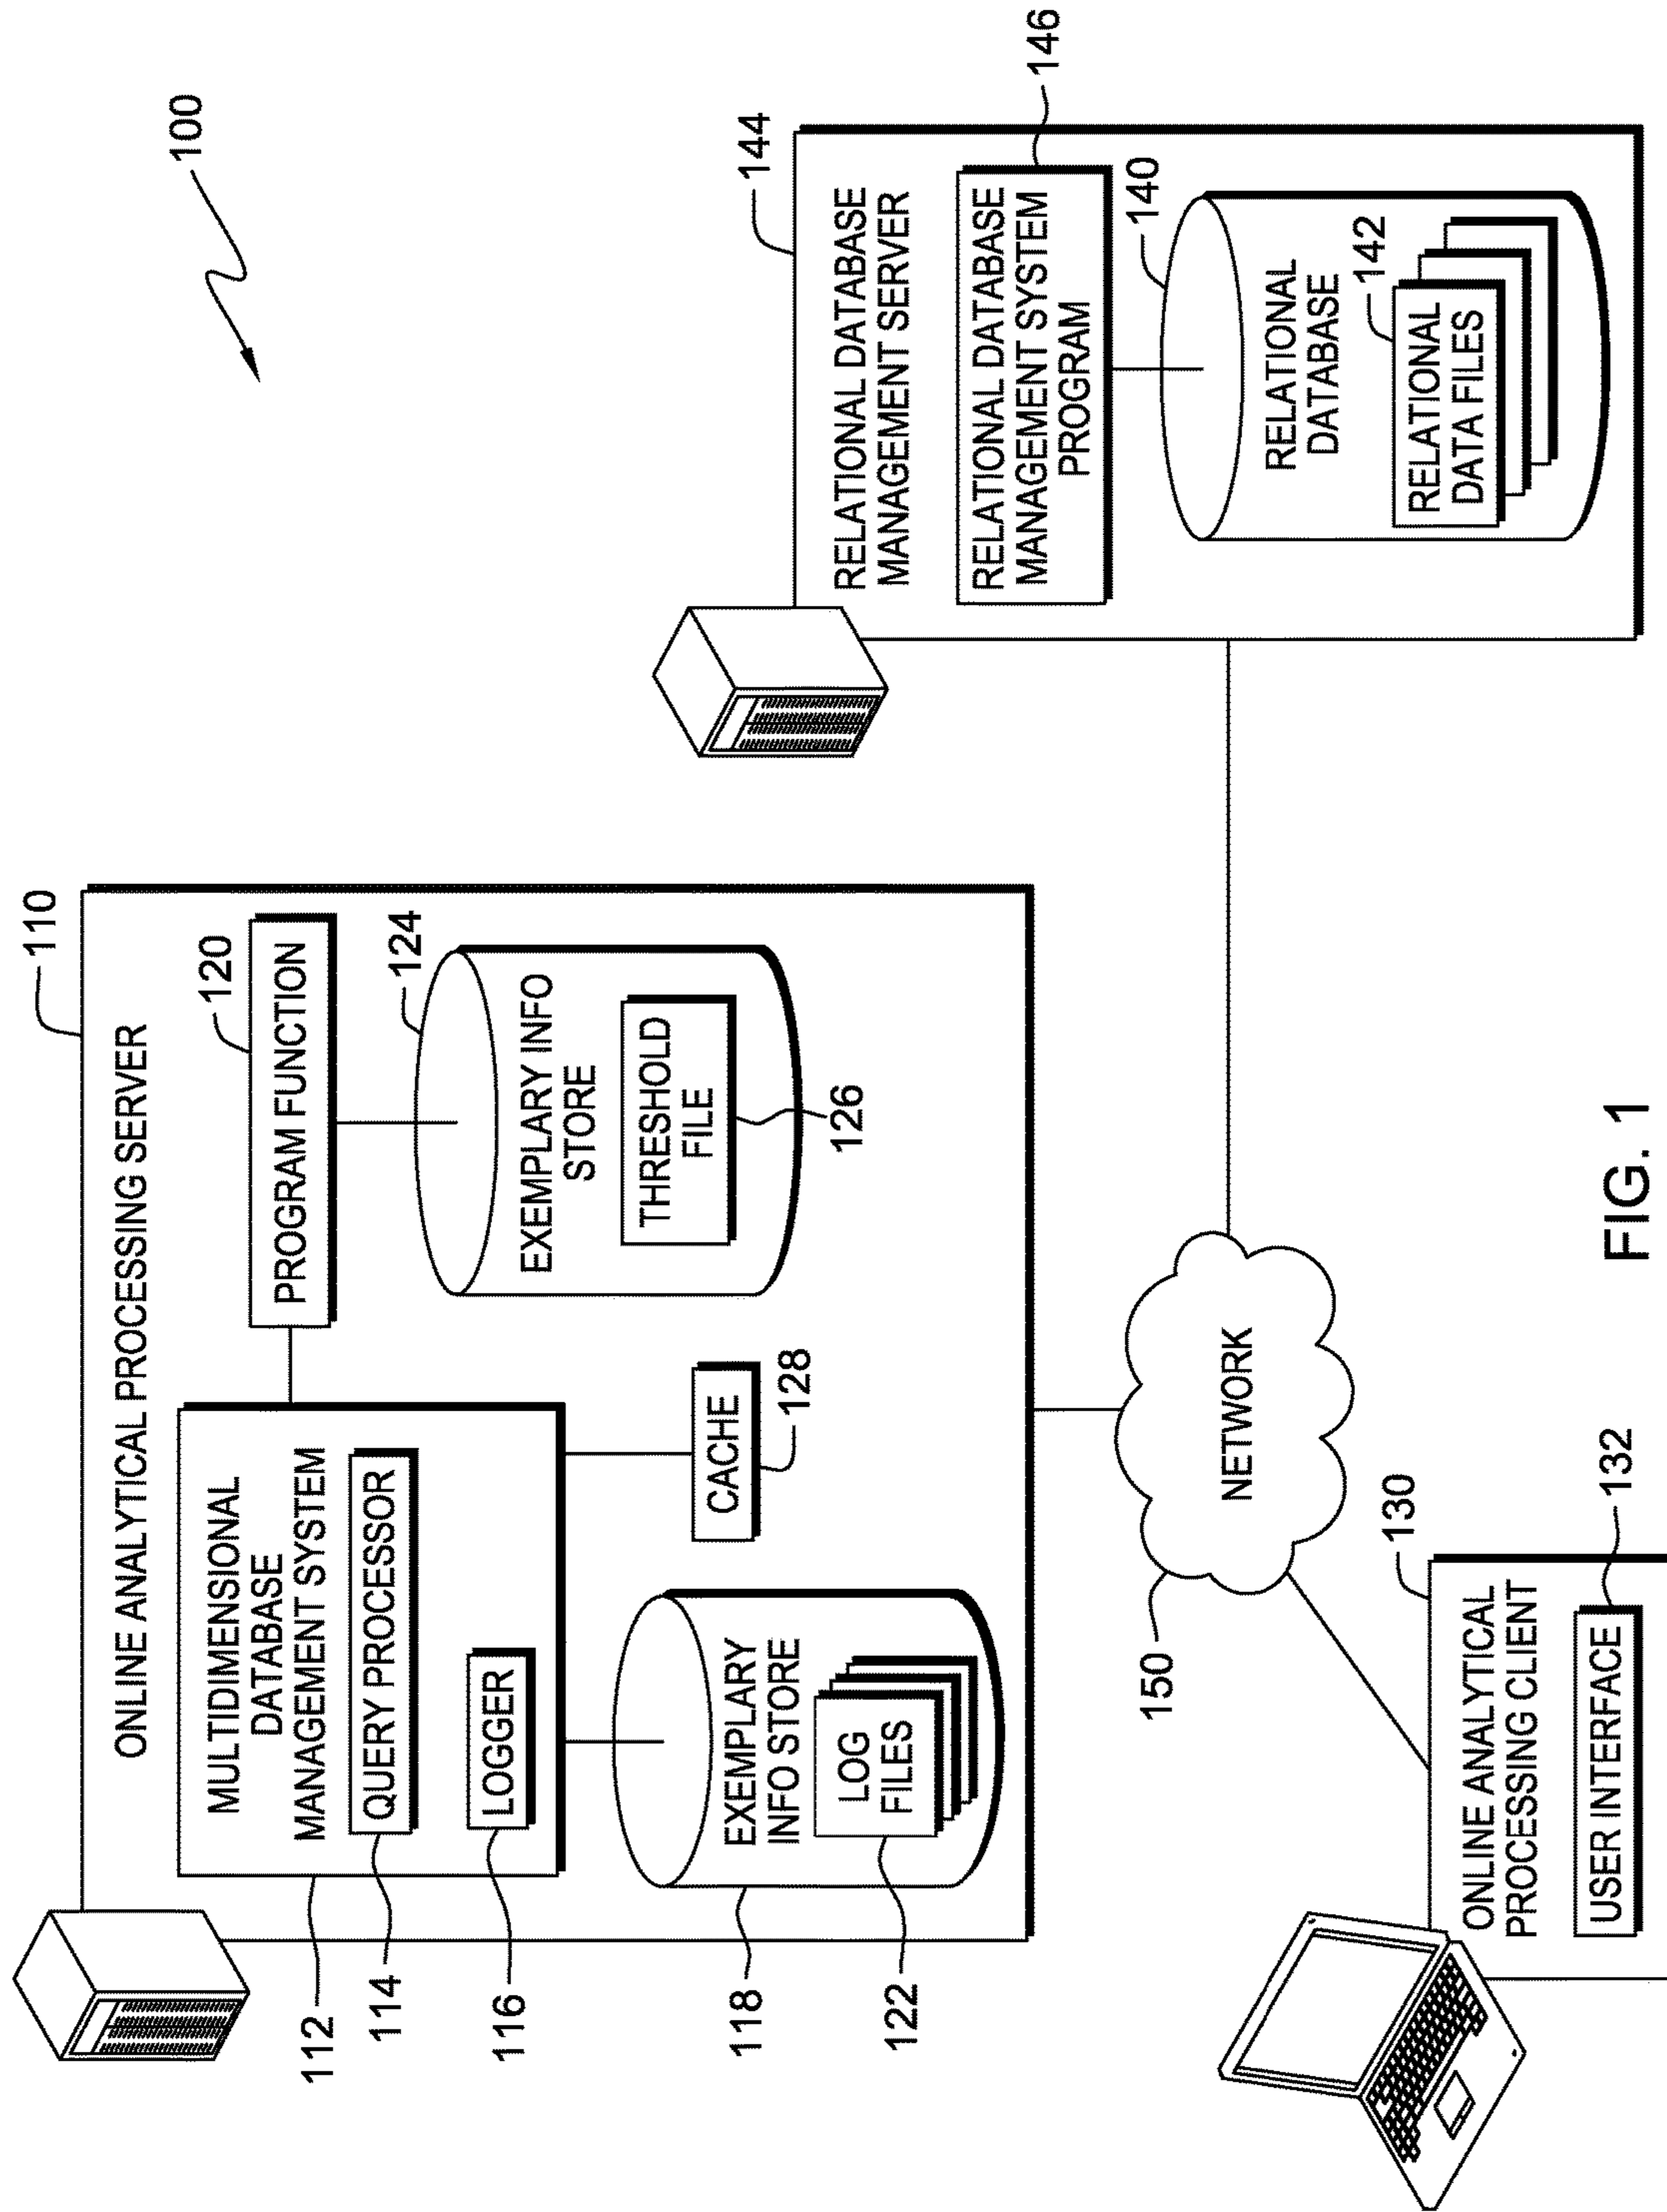 100
110
ONLINE ANALYTICAL PROCESSING SERVER
112
MULTIDIMENSIONAL
DATABASE
MANAGEMENT SYSTEM
114
QUERY PROCESSOR
116
LOGGER
120
PROGRAM FUNCTION
118
EXEMPLARY
INFO STORE
122
LOG
FILES
CACHE
128
124
EXEMPLARY INFO
STORE
THRESHOLD
FILE
126
144
RELATIONAL DATABASE
MANAGEMENT SERVER
146
RELATIONAL DATABASE
MANAGEMENT SYSTEM
PROGRAM
140
RELATIONAL
DATABASE
142
RELATIONAL
DATA FILES
150
NETWORK
130
ONLINE ANALYTICAL
PROCESSING CLIENT
132
USER INTERFACE
FIG. 1